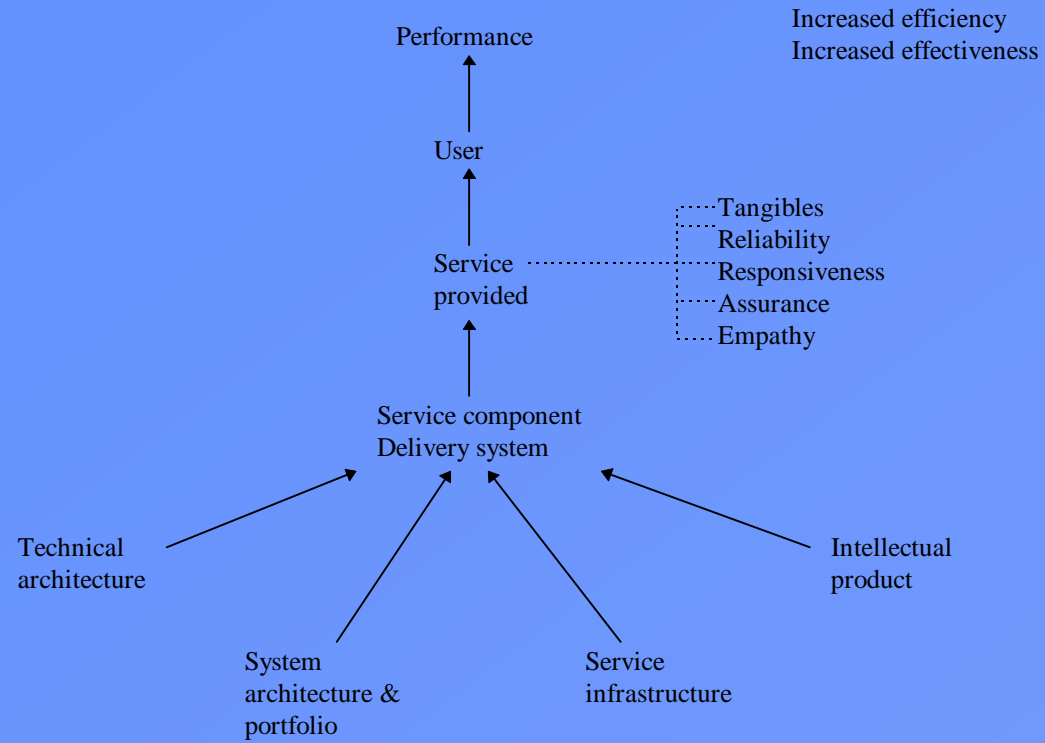 Increased efficiency
Increased effectiveness
Performance
User
Service
provided
Tangibles
Reliability
Responsiveness
Assurance
Empathy
Service component
Delivery system
Technical
architecture
Intellectual
product
System
architecture &
portfolio
Service
infrastructure